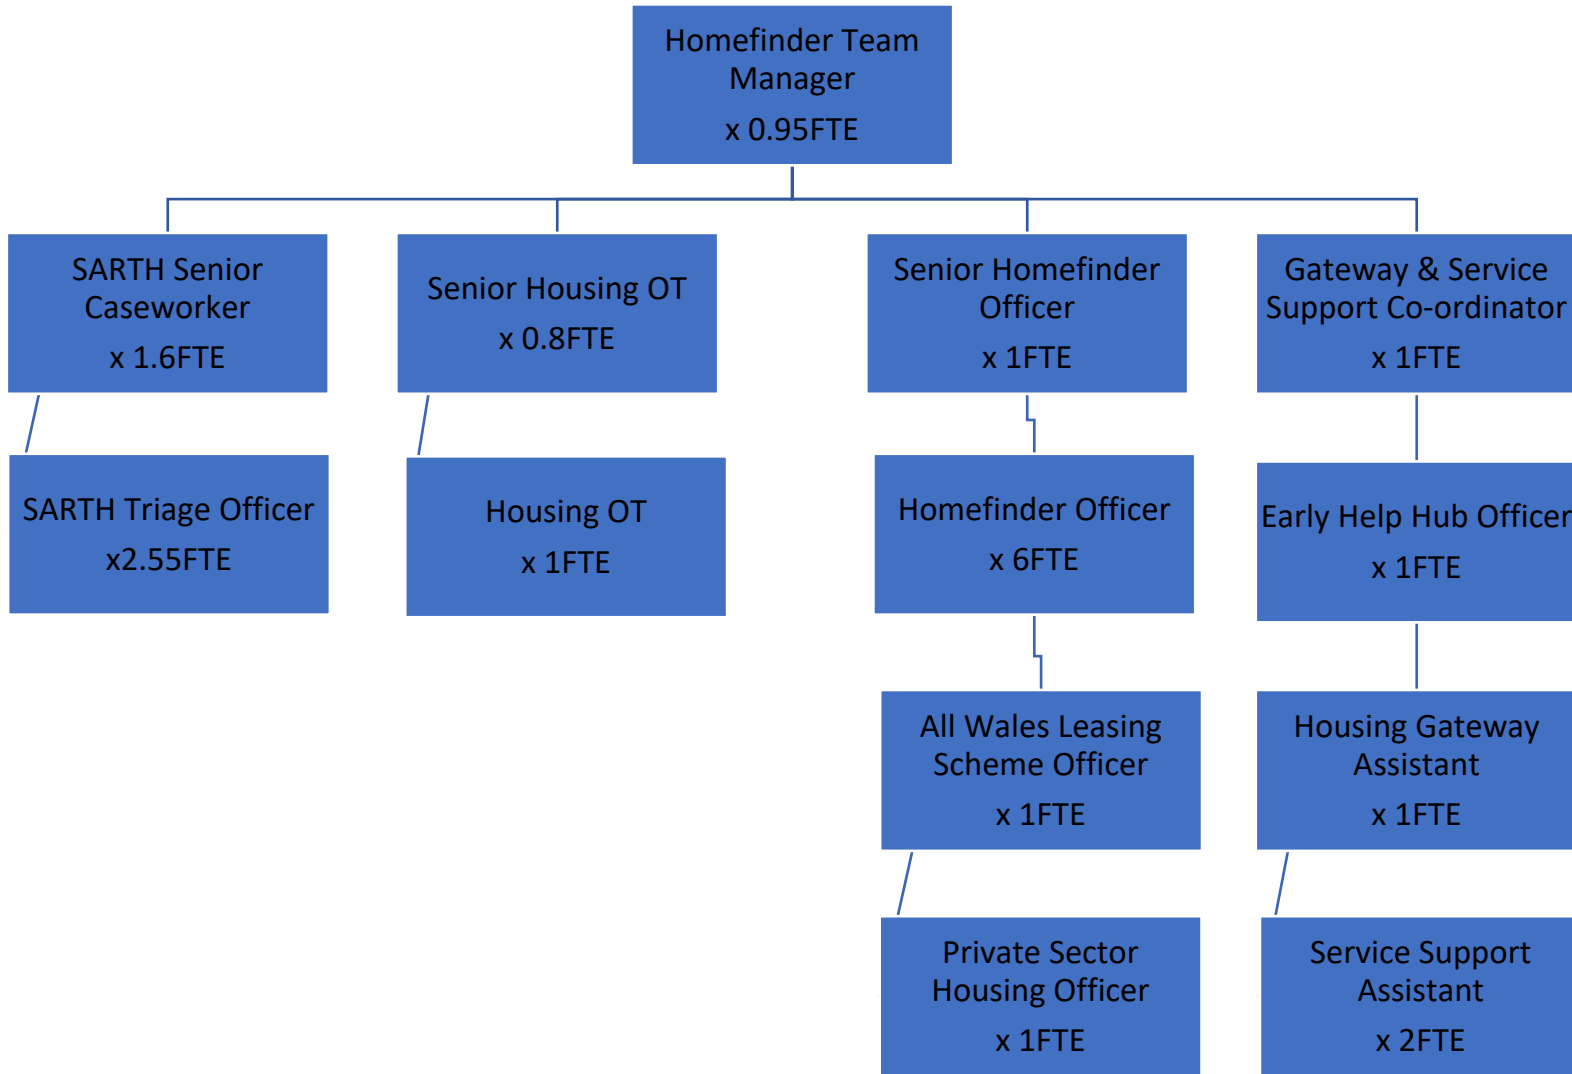 Homefinder Team
Manager
x 0.95FTE
SARTH Senior
Caseworker
x 1.6FTE
Senior Housing OT
x 0.8FTE
Senior Homefinder
Officer
x 1FTE
Gateway & Service
Support Co-ordinator
x 1FTE
SARTH Triage Officer
x2.55FTE
Housing OT
x 1FTE
Homefinder Officer
x 6FTE
Early Help Hub Officer
x 1FTE
All Wales Leasing
Scheme Officer
x 1FTE
Housing Gateway
Assistant
x 1FTE
Private Sector
Housing Officer
x 1FTE
Service Support
Assistant
x 2FTE